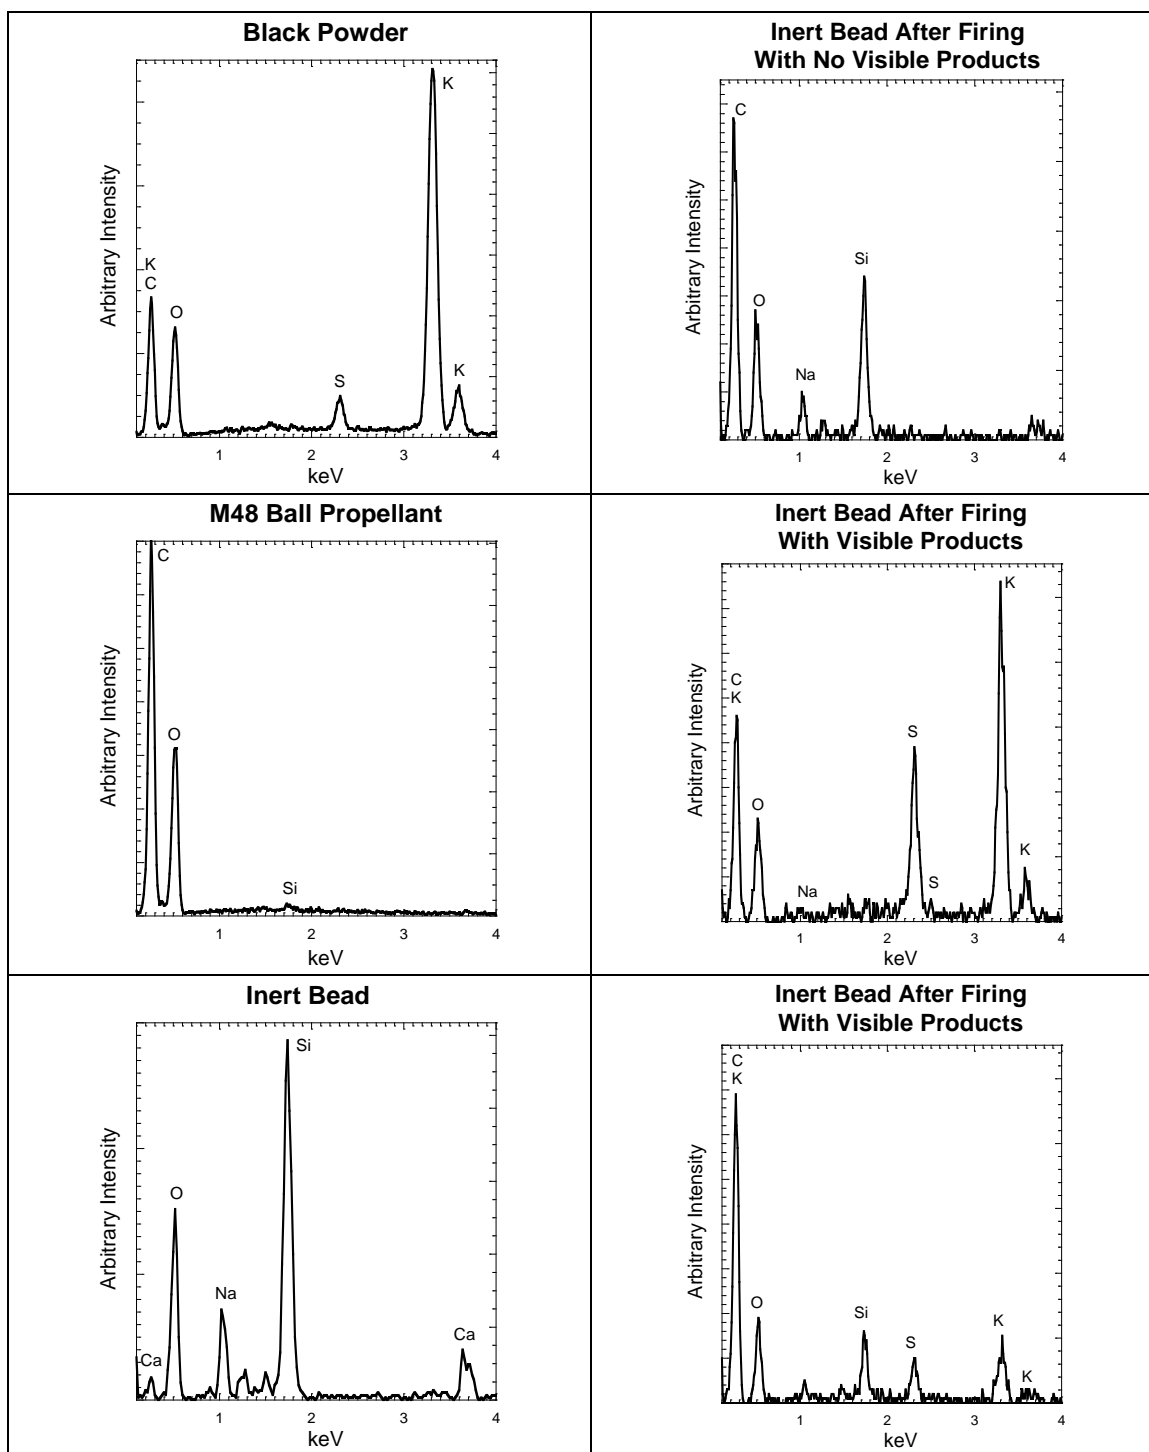 Black Powder
K
K
C
O
S
K
Arbitrary Intensity
1
2
3
4
keV
Inert Bead After Firing
With No Visible Products
C
O
Na
Si
Arbitrary Intensity
1
2
3
4
keV
M48 Ball Propellant
C
O
Si
Arbitrary Intensity
1
2
3
4
keV
Inert Bead After Firing
With Visible Products
K
C
K
O
S
S
K
Na
Arbitrary Intensity
1
2
3
4
keV
Inert Bead
Si
O
Na
Ca
Ca
Arbitrary Intensity
1
2
3
4
keV
Inert Bead After Firing
With Visible Products
C
K
O
Si
S
K
K
Arbitrary Intensity
1
2
3
4
keV